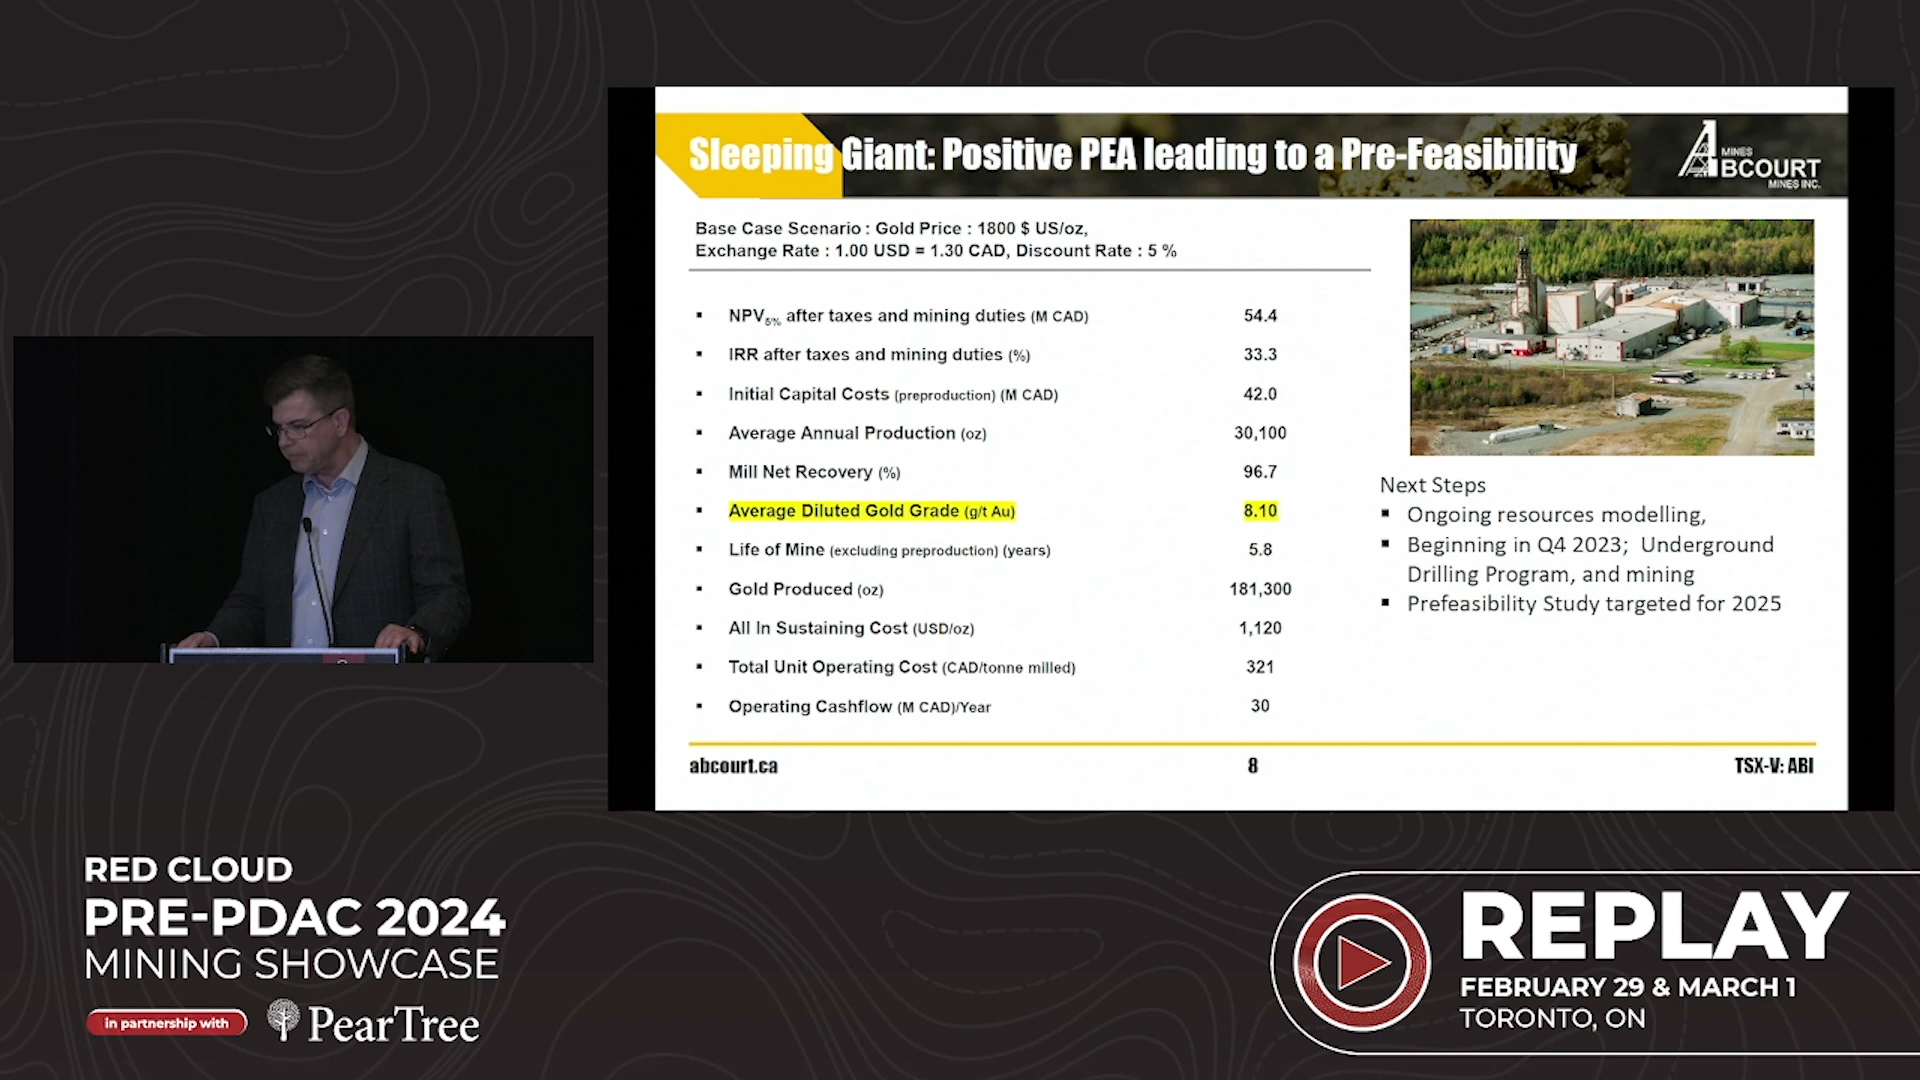 Sleeping Giant: Positive PEA leading to a Pre-Feasibility
MINES
ABCOURT
MINES INC.
Base Case Scenario : Gold Price : 1800 $ US/oz,
Exchange Rate : 1.00 USD = 1.30 CAD, Discount Rate : 5 %
▪ NPV5% after taxes and mining duties (M CAD) 54.4
▪ IRR after taxes and mining duties (%) 33.3
▪ Initial Capital Costs (preproduction) (M CAD) 42.0
▪ Average Annual Production (oz) 30,100
▪ Mill Net Recovery (%) 96.7
▪ Average Diluted Gold Grade (g/t Au) 8.10
▪ Life of Mine (excluding preproduction) (years) 5.8
▪ Gold Produced (oz) 181,300
▪ All In Sustaining Cost (USD/oz) 1,120
▪ Total Unit Operating Cost (CAD/tonne milled) 321
▪ Operating Cashflow (M CAD)/Year 30
Next Steps
▪ Ongoing resources modelling,
▪ Beginning in Q4 2023; Underground
Drilling Program, and mining
▪ Prefeasibility Study targeted for 2025
abcourt.ca 8 TSX-V: ABI
RED CLOUD
PRE-PDAC 2024
MINING SHOWCASE
in partnership with PearTree
REPLAY
FEBRUARY 29 & MARCH 1
TORONTO, ON